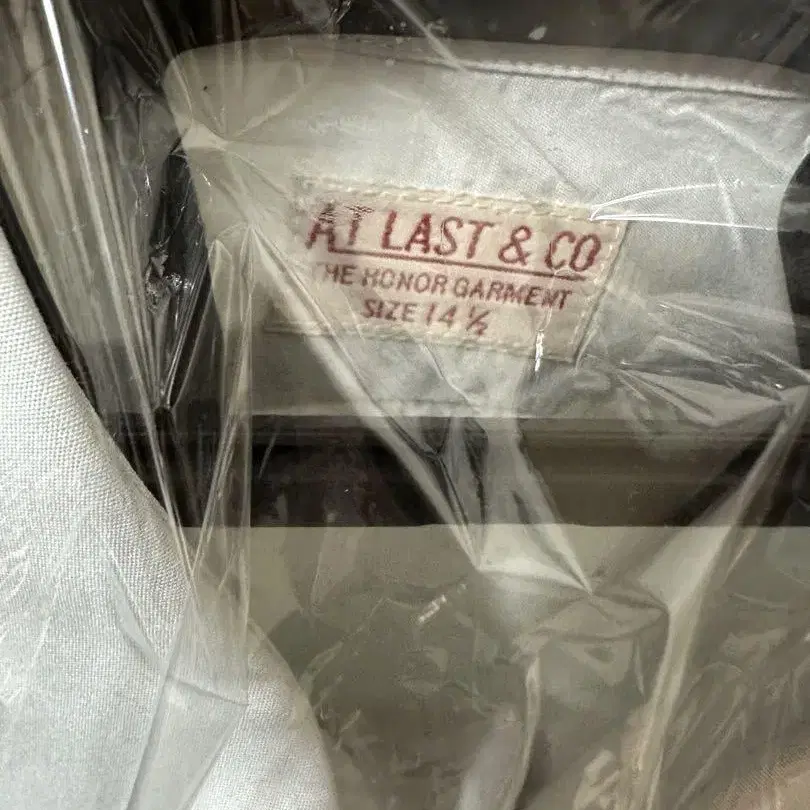 AT LAST & CO
THE HONOR GARMENT
SIZE 14 ½